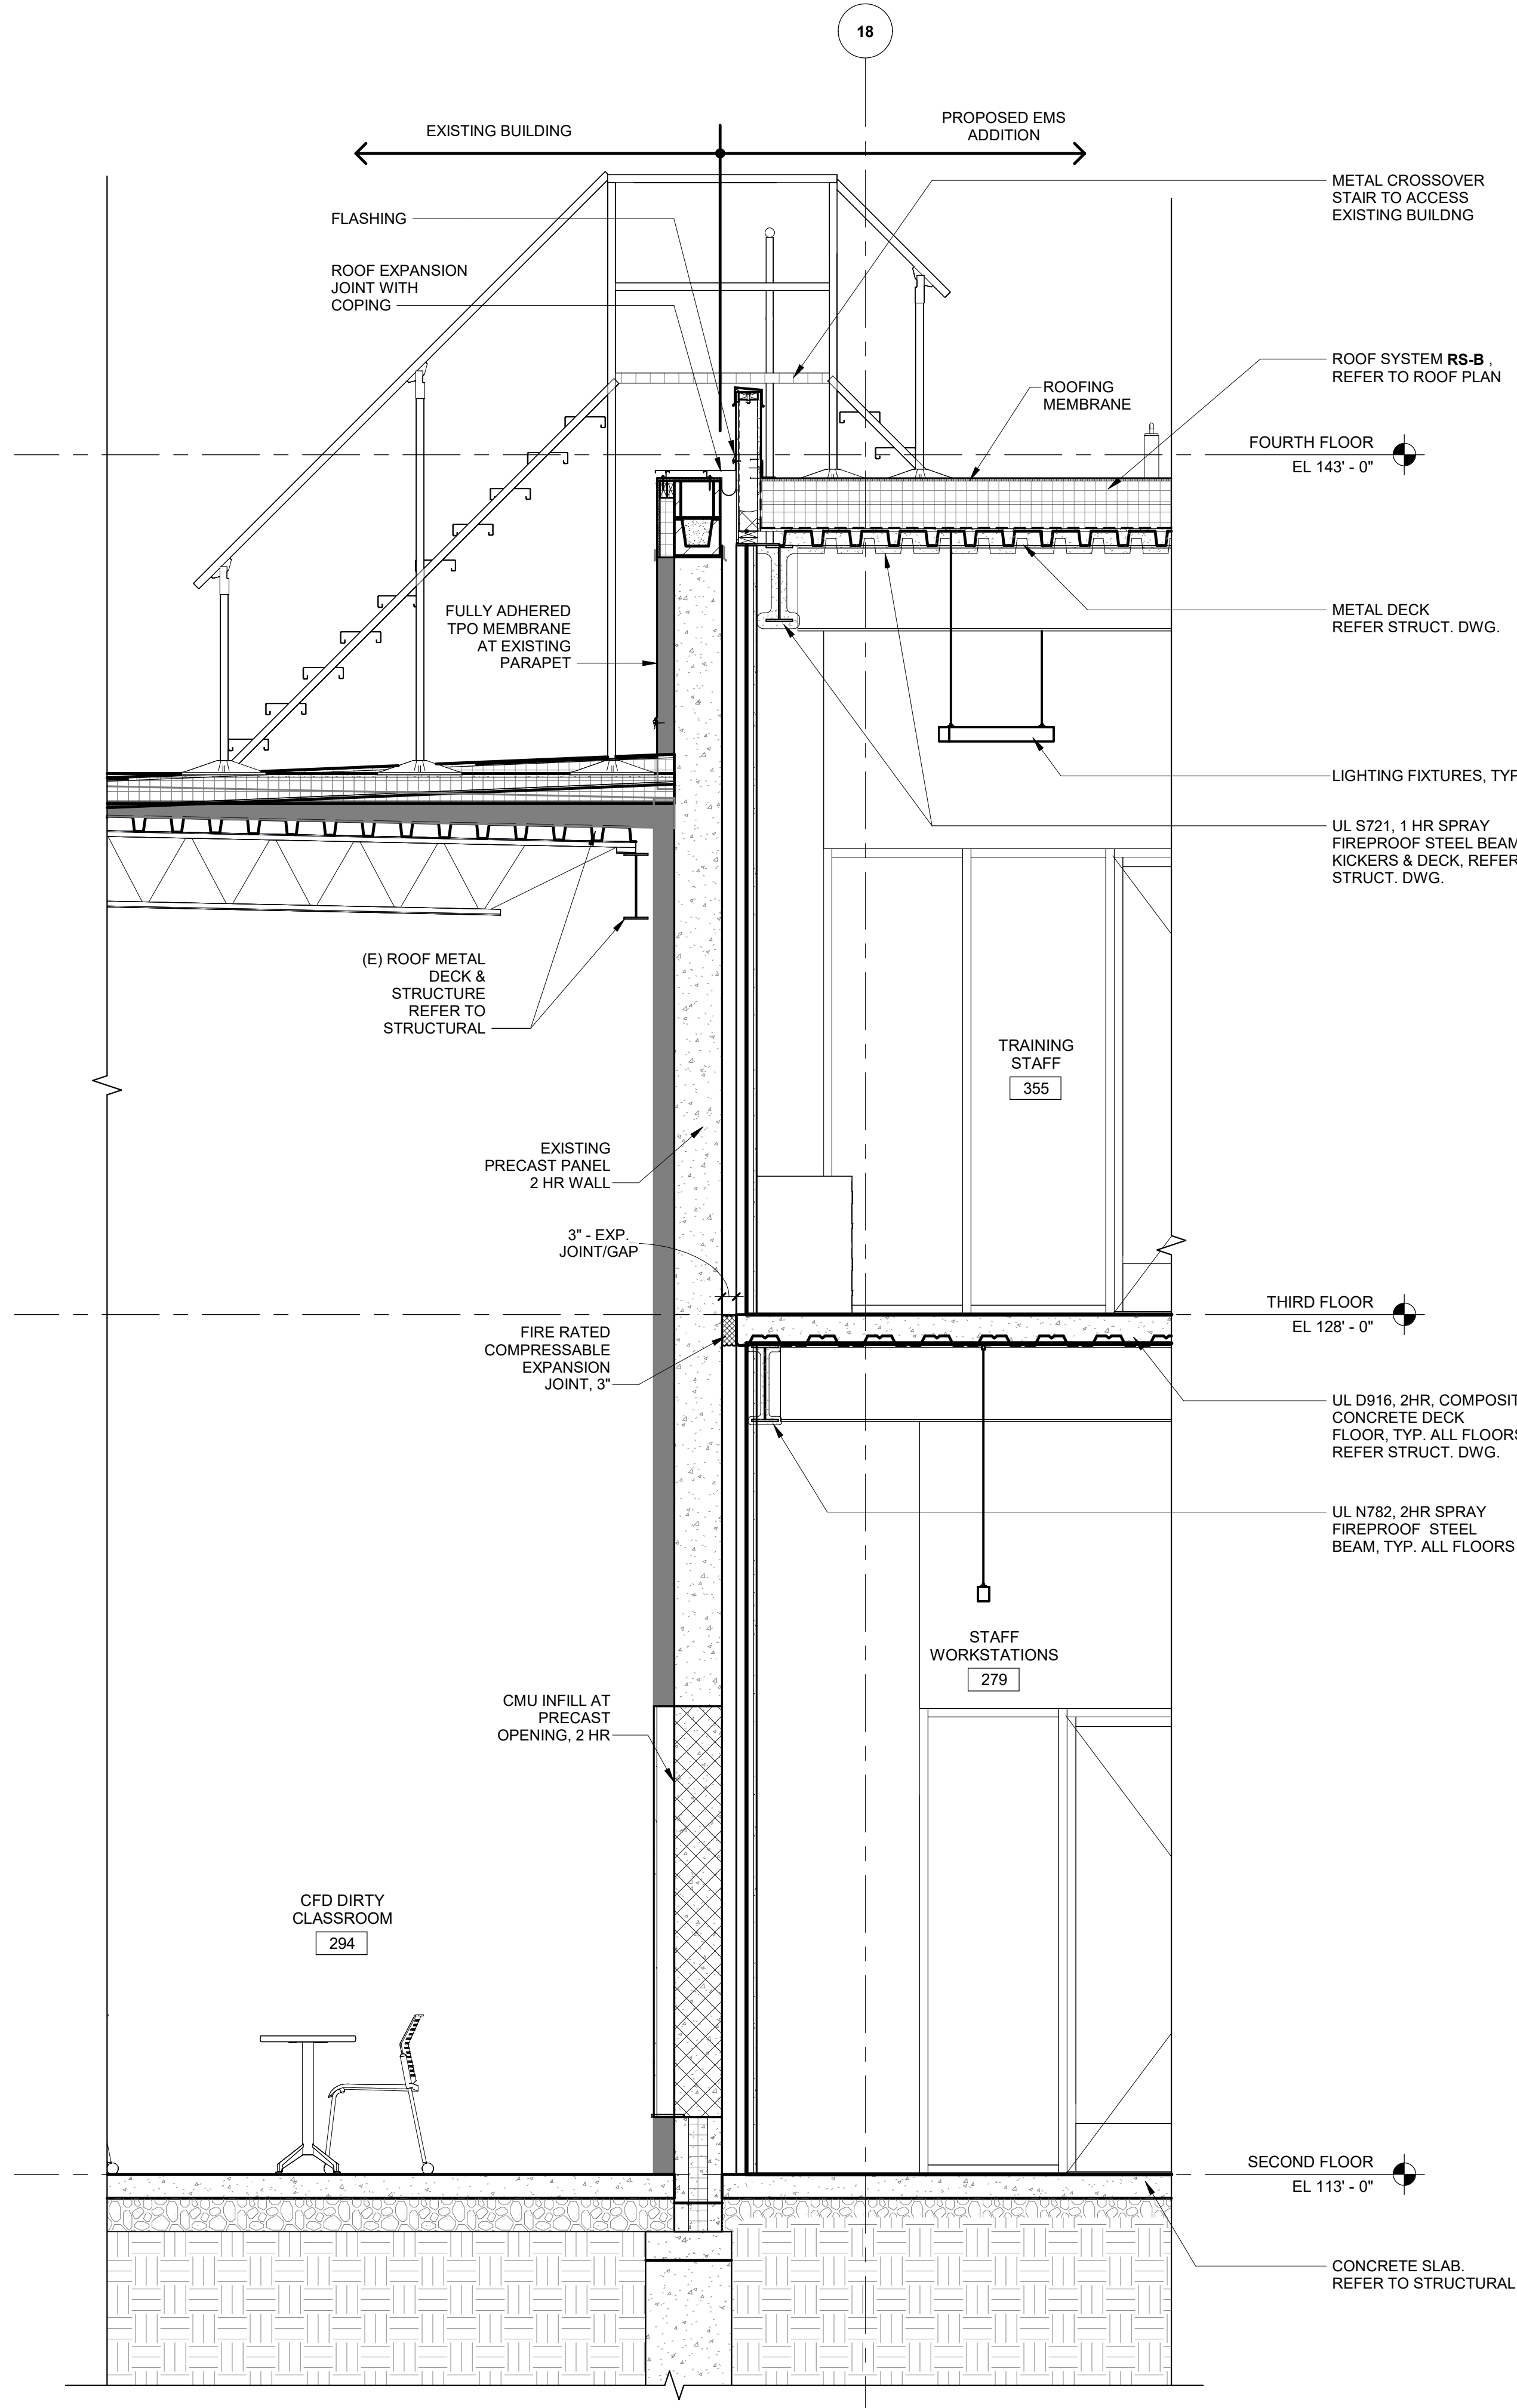 18
EXISTING BUILDING
PROPOSED EMS
ADDITION
METAL CROSSOVER
STAIR TO ACCESS
EXISTING BUILDNG
FLASHING
ROOF EXPANSION
JOINT WITH
COPING
ROOF SYSTEM RS-B ,
REFER TO ROOF PLAN
ROOFING
MEMBRANE
FOURTH FLOOR
EL 143' - 0"
FULLY ADHERED
TPO MEMBRANE
AT EXISTING
PARAPET
METAL DECK
REFER STRUCT. DWG.
LIGHTING FIXTURES, TYP
UL S721, 1 HR SPRAY
FIREPROOF STEEL BEAM
KICKERS & DECK, REFER
STRUCT. DWG.
(E) ROOF METAL
DECK &
STRUCTURE
REFER TO
STRUCTURAL
TRAINING
STAFF
355
EXISTING
PRECAST PANEL
2 HR WALL
3" - EXP.
JOINT/GAP
THIRD FLOOR
EL 128' - 0"
FIRE RATED
COMPRESSABLE
EXPANSION
JOINT, 3"
UL D916, 2HR, COMPOSIT
CONCRETE DECK
FLOOR, TYP. ALL FLOORS
REFER STRUCT. DWG.
UL N782, 2HR SPRAY
FIREPROOF STEEL
BEAM, TYP. ALL FLOORS
STAFF
WORKSTATIONS
279
CMU INFILL AT
PRECAST
OPENING, 2 HR
CFD DIRTY
CLASSROOM
294
SECOND FLOOR
EL 113' - 0"
CONCRETE SLAB.
REFER TO STRUCTURAL